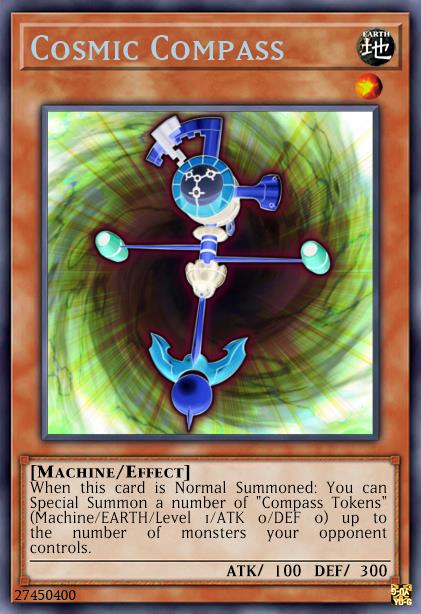 COSMIC COMPASS
EARTH
地
[MACHINE/EFFECT]
When this card is Normal Summoned: You can
Special Summon a number of "Compass Tokens"
(Machine/EARTH/Level 1/ATK 0/DEF 0) up to
the number of monsters your opponent
controls.
ATK/ 100 DEF/ 300
27450400